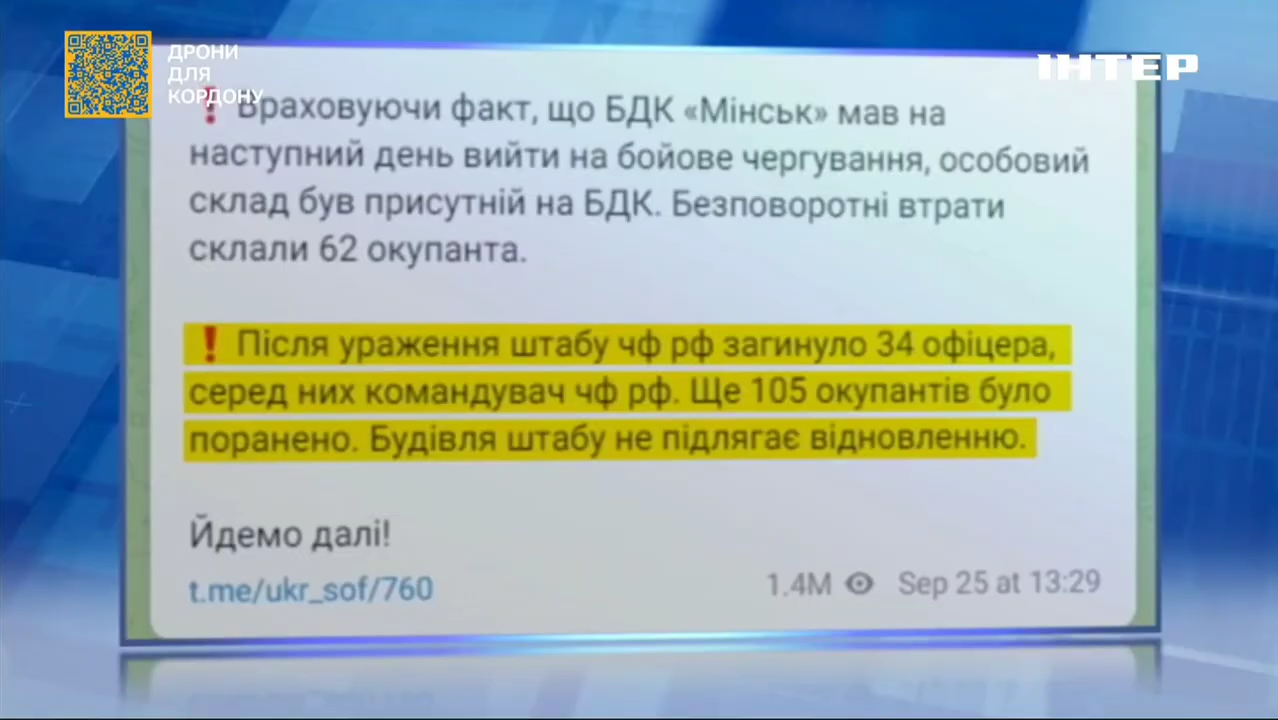 ДРОНИ
ДЛЯ
КОРДОНУ
ІНТЕР
❗ Враховуючи факт, що БДК «Мінськ» мав на
наступний день вийти на бойове чергування, особовий
склад був присутній на БДК. Безповоротні втрати
склали 62 окупанта.
❗ Після ураження штабу чф рф загинуло 34 офіцера,
серед них командувач чф рф. Ще 105 окупантів було
поранено. Будівля штабу не підлягає відновленню.
Йдемо далі!
t.me/ukr_sof/760
1.4M Sep 25 at 13:29